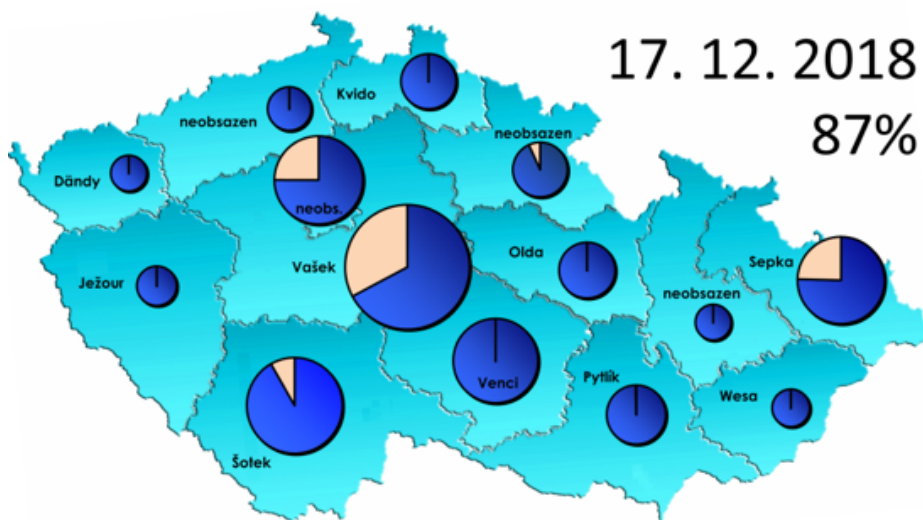 17. 12. 2018
87%
Kvido
neobsazen
neobsazen
Dändy
neobs.
Vašek
Olda
Sepka
Ježour
neobsazen
Venci
Pytlík
Wesa
Šotek